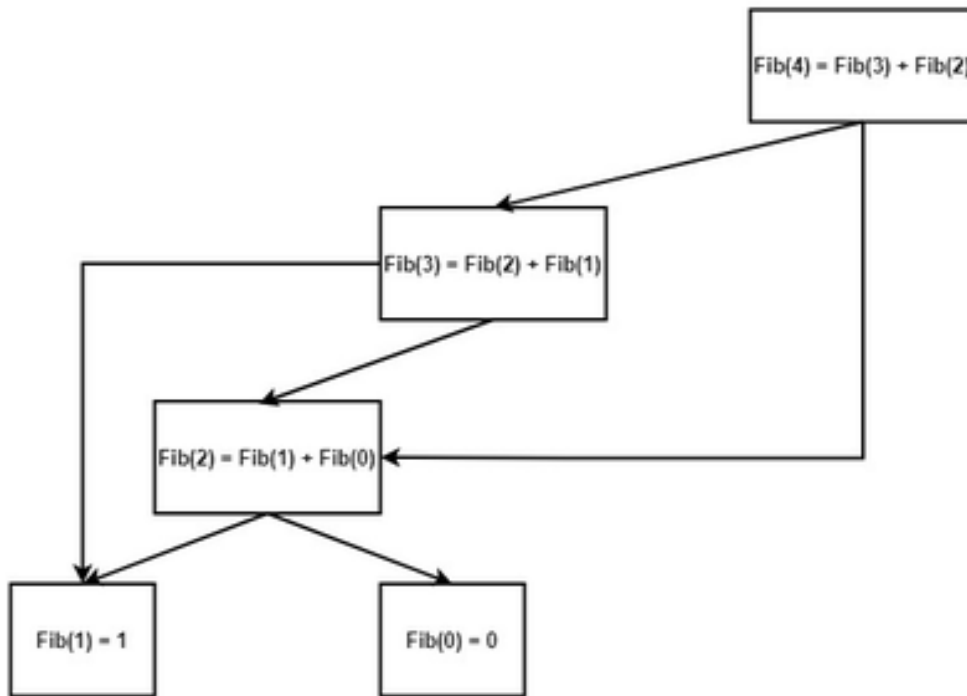 Fib(4) = Fib(3) + Fib(2)
Fib(3) = Fib(2) + Fib(1)
Fib(2) = Fib(1) + Fib(0)
Fib(1) = 1
Fib(0) = 0